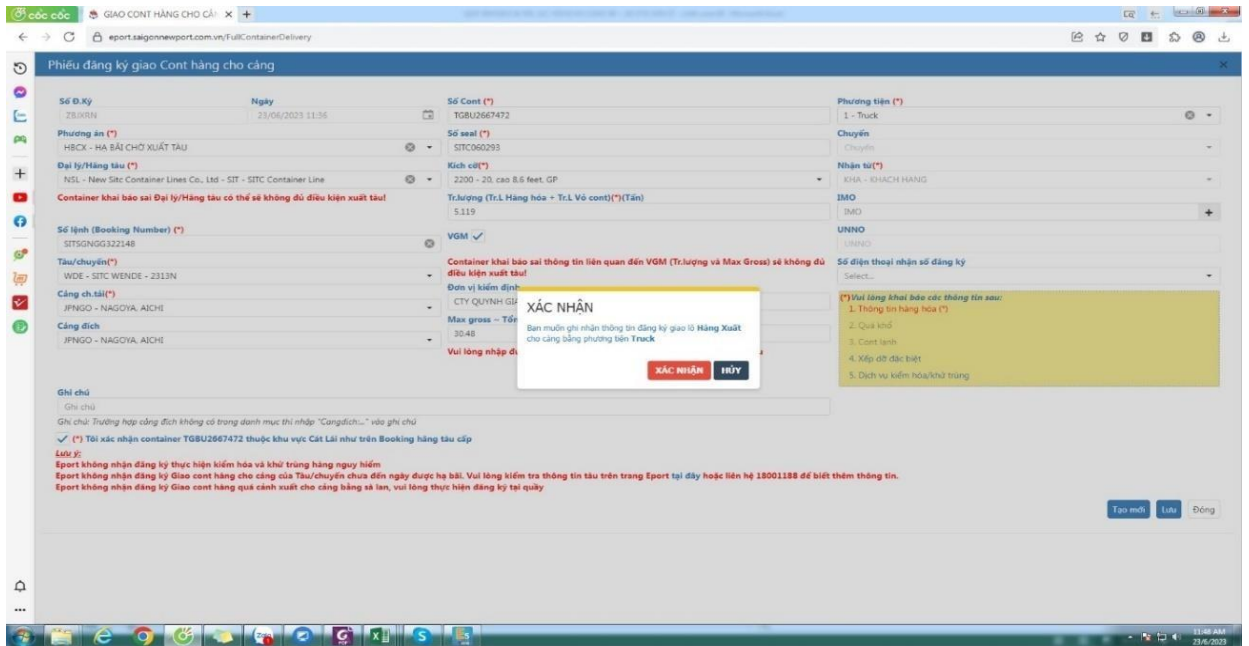 cốc cốc
GIAO CONT HÀNG CHO CẢ
eport.saigonnewport.com.vn/FullContainerDelivery
Phiếu đăng ký giao Cont hàng cho cảng
Số Đ.Ký
Ngày
23/06/2023 11:36
Số Cont (*)
TGBU2667472
Phương tiện (*)
1 - Truck
Phương án (*)
HBCX - HẠ BÃI CHỜ XUẤT TÀU
Số seal (*)
SITC060293
Chuyến
Chuyến
Đại lý/Hãng tàu (*)
NSL - New Sitc Container Lines Co., Ltd - SIT - SITC Container Line
Kích cỡ(*)
2200 - 20, cao 8.6 feet, GP
Nhận từ(*)
KHA - KHACH HANG
Container khai báo sai Đại lý/Hãng tàu có thể sẽ không đủ điều kiện xuất tàu!
Tr.lượng (Tr.L Hàng hóa + Tr.L Vỏ cont)(*)(Tấn)
5.119
IMO
IMO
Số lệnh (Booking Number) (*)
SITSGNGG322148
VGM
UNNO
UNNO
Tàu/chuyến(*)
WDE - SITC WENDE - 2313N
Container khai báo sai thông tin liên quan đến VGM (Tr.lượng và Max Gross) sẽ không đủ
điều kiện xuất tàu!
Số điện thoại nhận số đăng ký
Select...
Cảng ch.tải(*)
JPNGO - NAGOYA, AICHI
Đơn vị kiểm định
CTY QUYNH GIA
Cảng đích
JPNGO - NAGOYA, AICHI
Max gross – Tổn
30.48
Vui lòng nhập đú
XÁC NHẬN
Bạn muốn ghi nhận thông tin đăng ký giao lô Hàng Xuất
cho cảng bằng phương tiện Truck
XÁC NHẬN
HỦY
(*)Vui lòng khai báo các thông tin sau:
1. Thông tin hàng hóa (*)
2. Quá khổ
3. Cont lạnh
4. Xếp dỡ đặc biệt
5. Dịch vụ kiểm hóa/khử trùng
Ghi chú
Ghi chú
Ghi chú: Trường hợp cảng đích không có trong danh mục thì nhập "Cangdich:..." vào ghi chú
(*) Tôi xác nhận container TGBU2667472 thuộc khu vực Cát Lái như trên Booking hãng tàu cấp
Lưu ý:
Eport không nhận đăng ký thực hiện kiểm hóa và khử trùng hàng nguy hiểm
Eport không nhận đăng ký Giao cont hàng cho cảng của Tàu/chuyến chưa đến ngày được hạ bãi. Vui lòng kiểm tra thông tin tàu trên trang Eport tại đây hoặc liên hệ 18001188 để biết thêm thông tin.
Eport không nhận đăng ký Giao cont hàng quá cảnh xuất cho cảng bằng sà lan, vui lòng thực hiện đăng ký tại quầy
Tạo mới
Lưu
Đóng
11:48 AM
23/6/2023